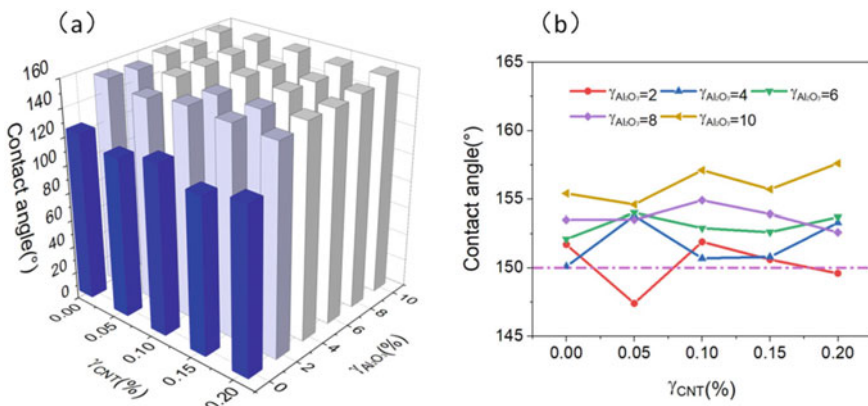 (a)
Contact angle(°)
160
140
120
100
80
60
40
20
0
0.00
0.05
0.10
0.15
0.20
γCNT(%)
0
2
4
6
8
10
(b)
Contact angle(°)
165
160
155
150
145
γAl₂O₃=2 γAl₂O₃=4 γAl₂O₃=6
γAl₂O₃=8 γAl₂O₃=10
0.00 0.05 0.10 0.15 0.20
γCNT(%)